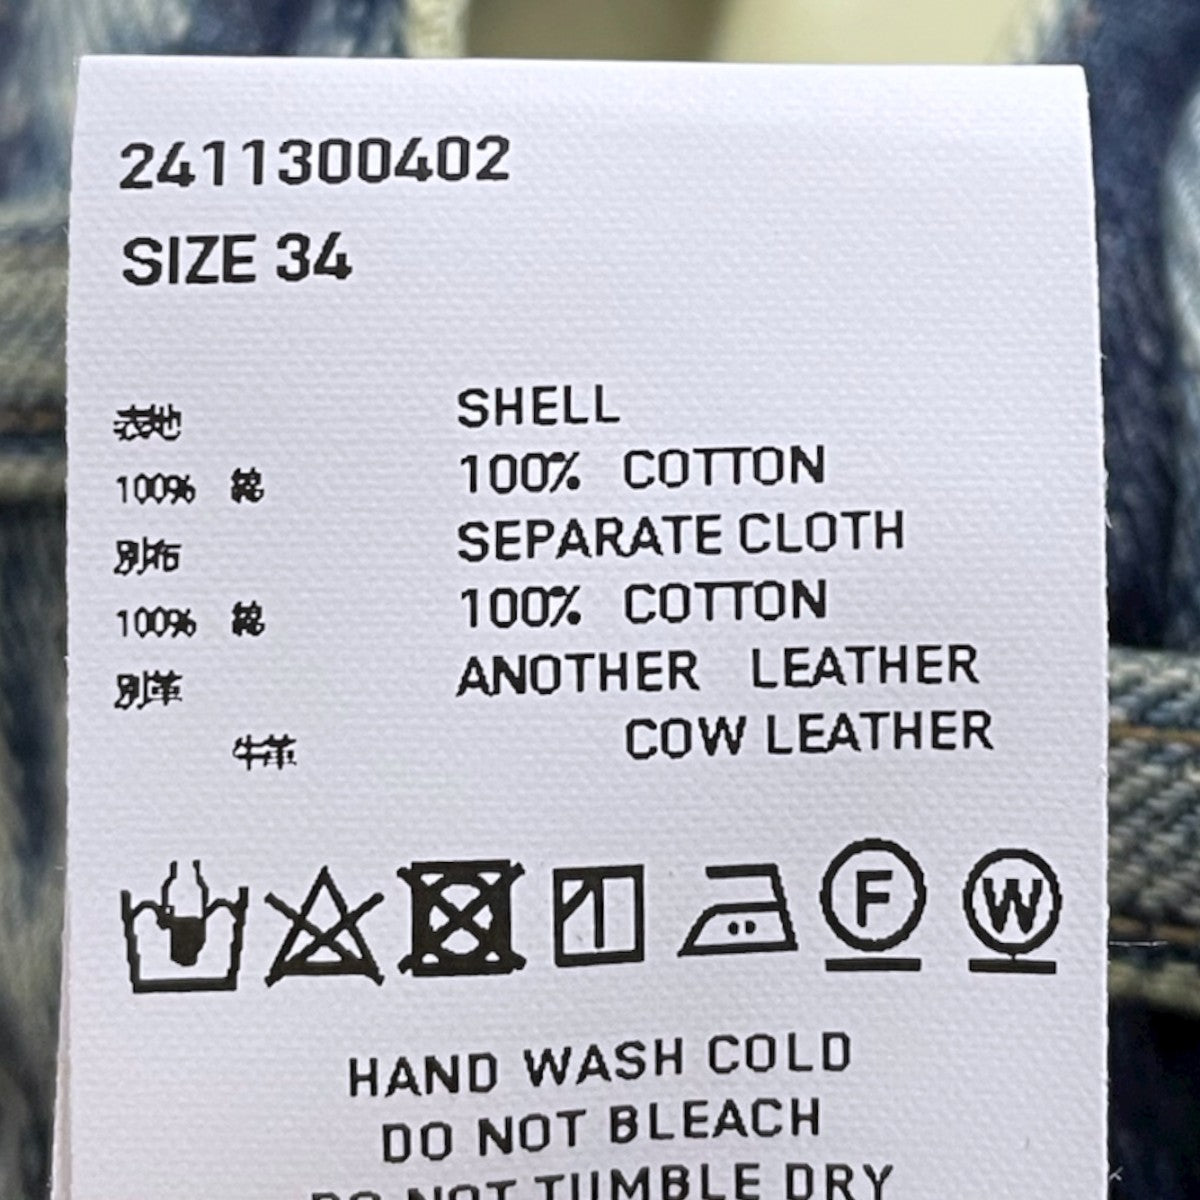 2411300402
SIZE 34
表地 SHELL
100% 綿 100% COTTON
別布 SEPARATE CLOTH
100% 綿 100% COTTON
別革 ANOTHER LEATHER
牛革 COW LEATHER
F W
HAND WASH COLD
DO NOT BLEACH
DO NOT TUMBLE DRY